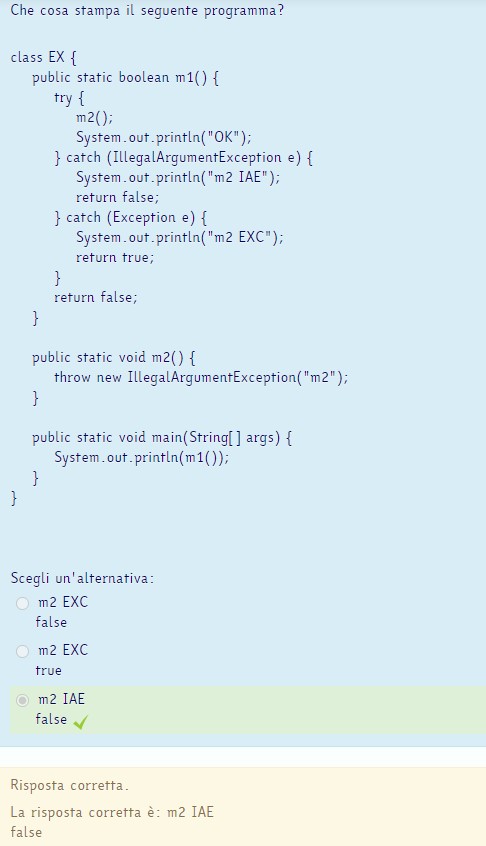 Che cosa stampa il seguente programma?
class EX {
public static boolean m1() {
try {
m2();
System.out.println("OK");
} catch (IllegalArgumentException e) {
System.out.println("m2 IAE");
return false;
} catch (Exception e) {
System.out.println("m2 EXC");
return true;
}
return false;
}
public static void m2() {
throw new IllegalArgumentException("m2");
}
public static void main(String[] args) {
System.out.println(m1());
}
}
Scegli un'alternativa:
m2 EXC
false
m2 EXC
true
m2 IAE
false
Risposta corretta.
La risposta corretta è: m2 IAE
false